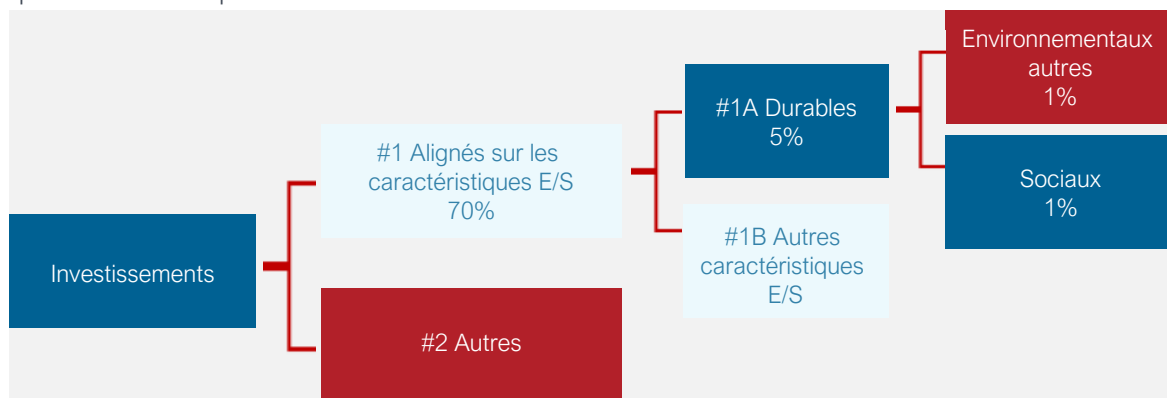 Environnementaux
autres
1%
#1A Durables
5%
#1 Alignés sur les
caractéristiques E/S
70%
Sociaux
1%
#1B Autres
caractéristiques
E/S
Investissements
#2 Autres